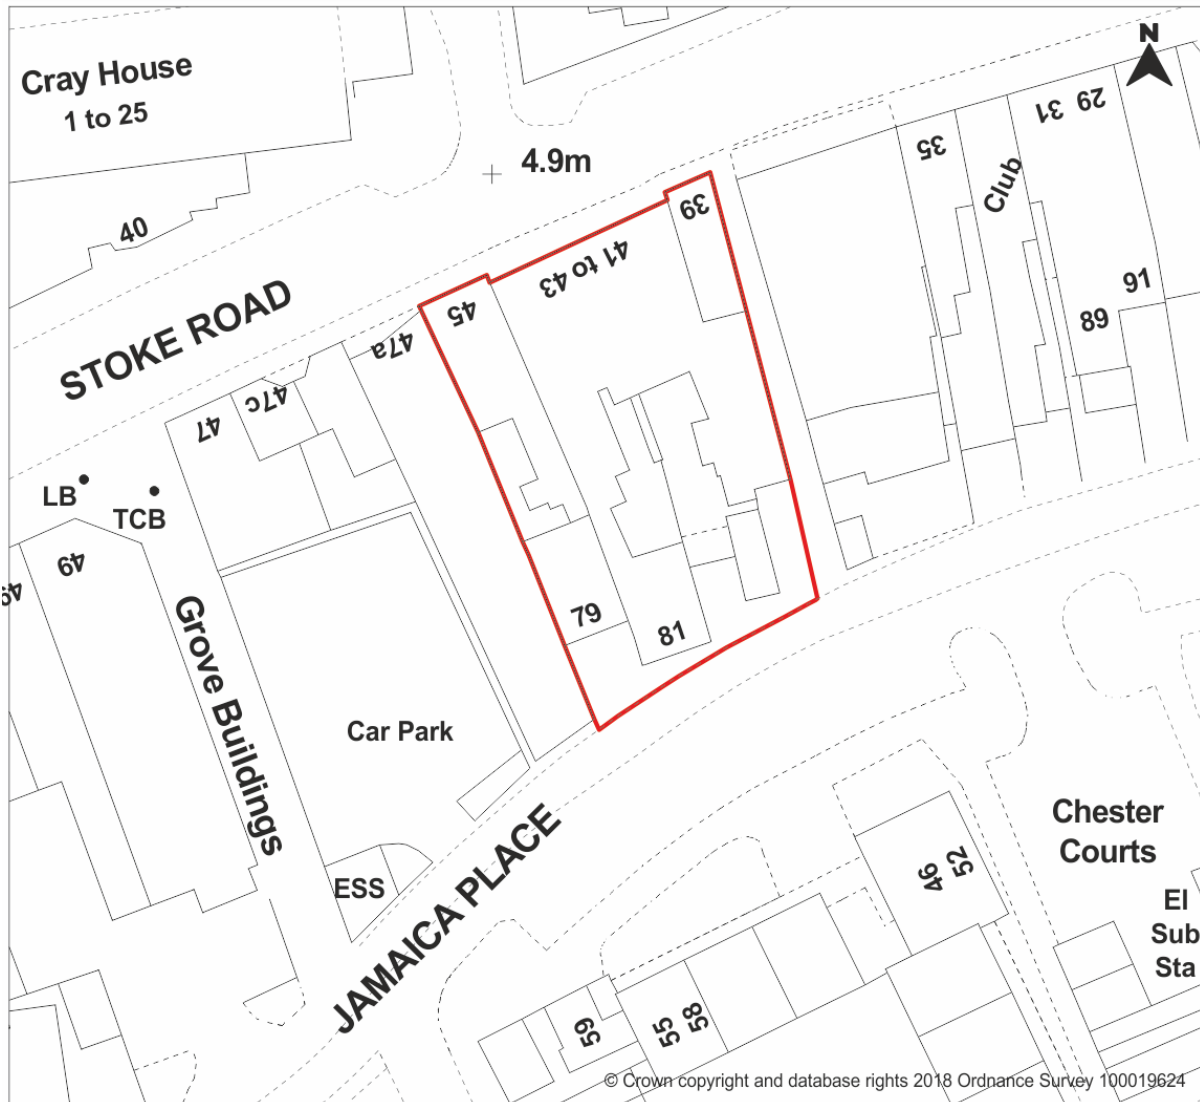 N
Cray House
1 to 25
4.9m
40
STOKE ROAD
29
31
35
Club
39
41 to 43
45
47a
47c
47
91
89
LB
TCB
49
Grove Buildings
79
81
Car Park
ESS
JAMAICA PLACE
Chester
Courts
46
52
El
Sub
Sta
59
55
58
© Crown copyright and database rights 2018 Ordnance Survey 100019624